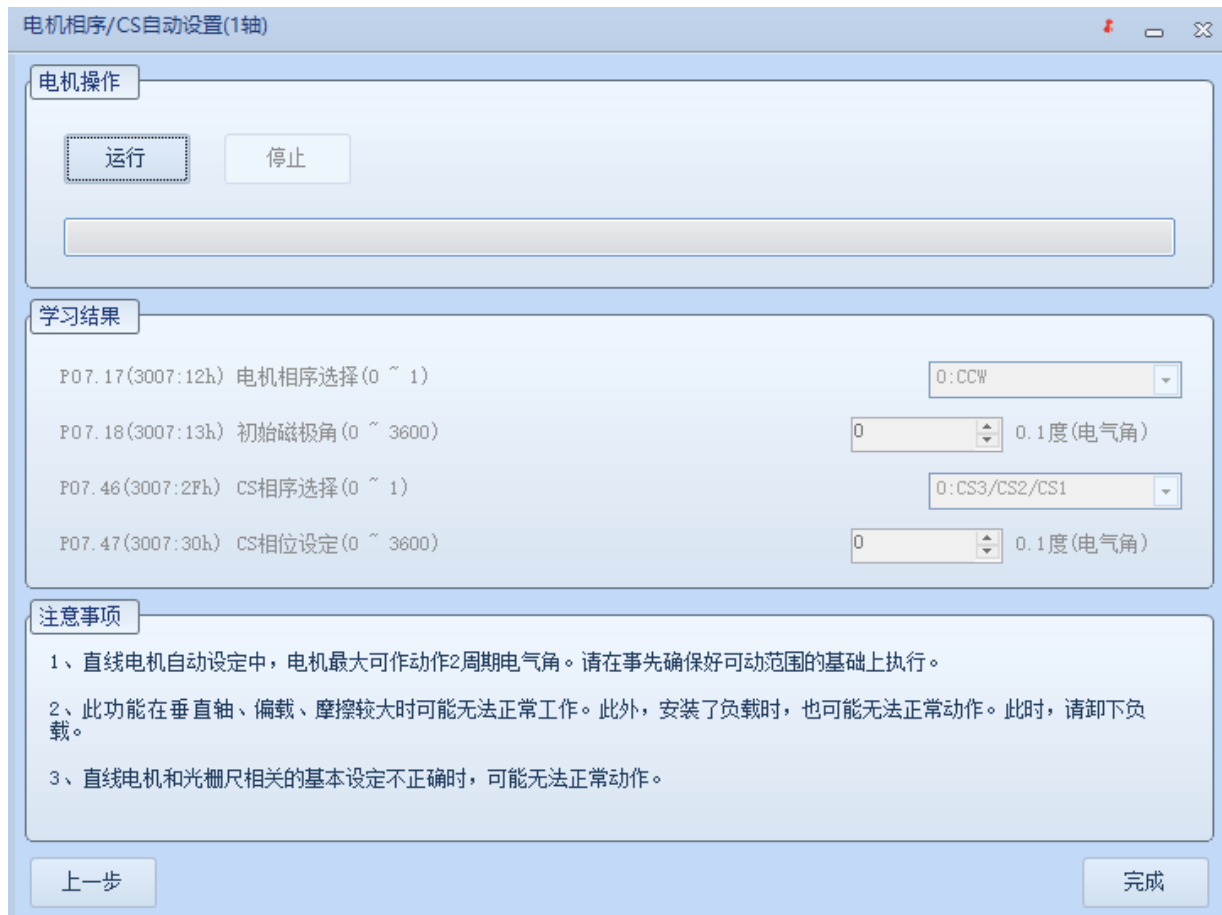 电机相序/CS自动设置(1轴)
电机操作
运行 停止
学习结果
P07.17(3007:12h) 电机相序选择(0 ~ 1) 0:CCW
P07.18(3007:13h) 初始磁极角(0 ~ 3600) 0 0.1度(电气角)
P07.46(3007:2Fh) CS相序选择(0 ~ 1) 0:CS3/CS2/CS1
P07.47(3007:30h) CS相位设定(0 ~ 3600) 0 0.1度(电气角)
注意事项
1、直线电机自动设定中，电机最大可作动作2周期电气角。请在事先确保好可动范围的基础上执行。
2、此功能在垂直轴、偏载、摩擦较大时可能无法正常工作。此外，安装了负载时，也可能无法正常动作。此时，请卸下负
载。
3、直线电机和光栅尺相关的基本设定不正确时，可能无法正常动作。
上一步 完成